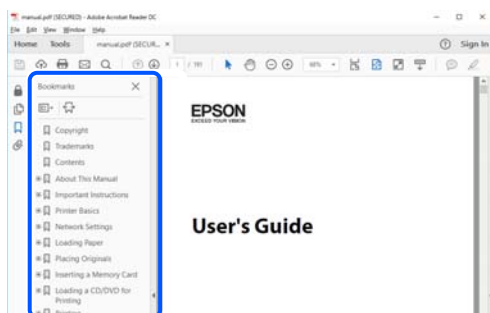 manual.pdf (SECURED) - Adobe Acrobat Reader DC
File Edit View Window Help
Home Tools manual.pdf (SECUR... ×
Sign In
Bookmarks
EPSON
EXCEED YOUR VISION
Copyright
Trademarks
Contents
About This Manual
Important Instructions
Printer Basics
Network Settings
User's Guide
Loading Paper
Placing Originals
Inserting a Memory Card
Loading a CD/DVD for
Printing